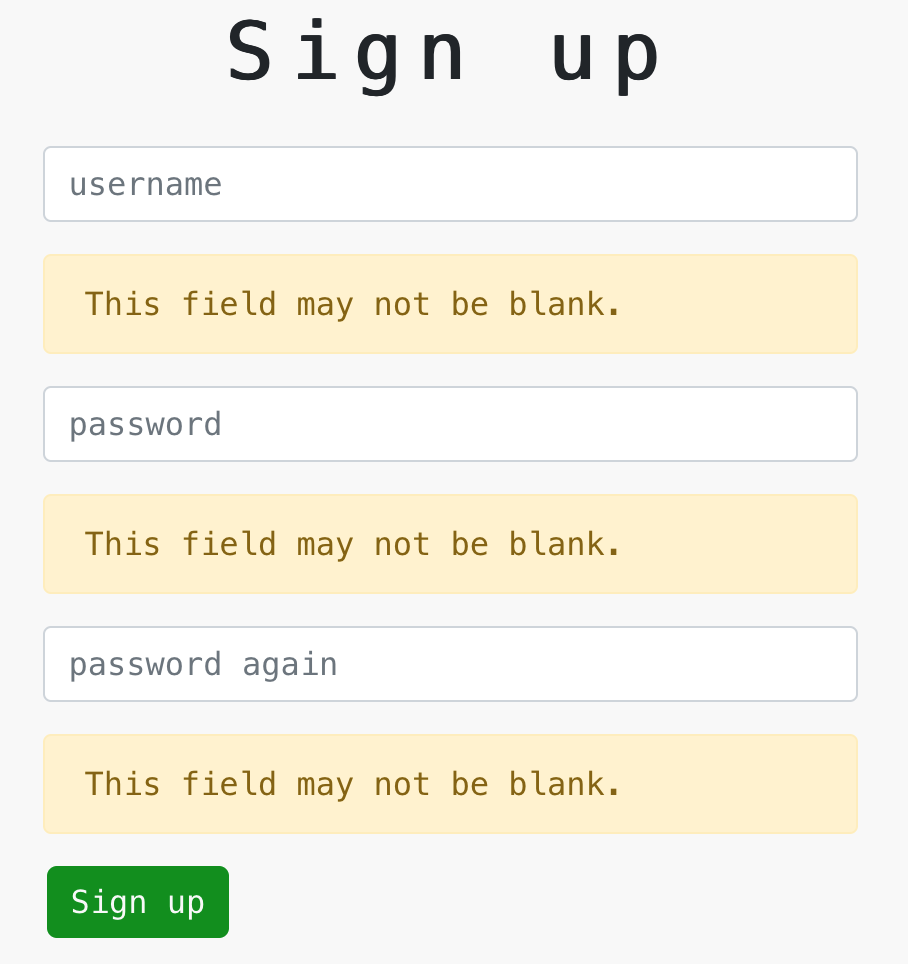 Sign up
username
This field may not be blank.
password
This field may not be blank.
password again
This field may not be blank.
Sign up